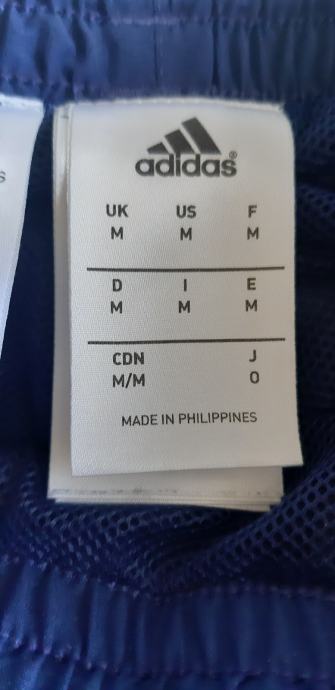 adidas®
UK US F
M M M
D I E
M M M
CDN J
M/M O
MADE IN PHILIPPINES
S